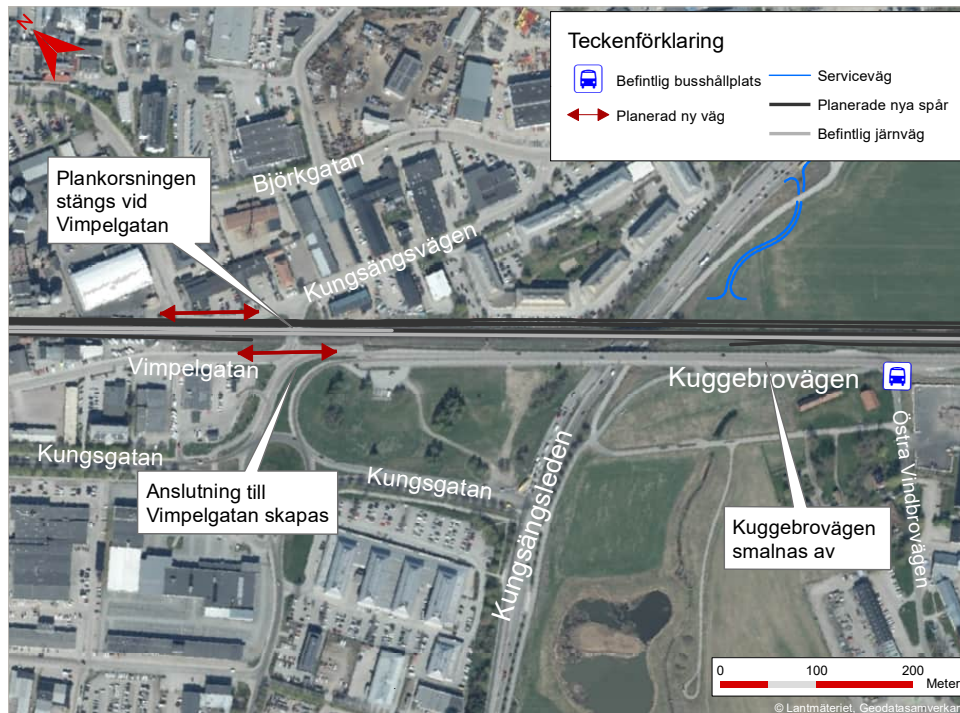 N
Teckenförklaring
Befintlig busshållplats
Planerad ny väg
Serviceväg
Planerade nya spår
Befintlig järnväg
Plankorsningen
stängs vid
Vimpelgatan
Björkgatan
Kungsängsvägen
Vimpelgatan
Kuggebrovägen
Kungsgatan
Kungsgatan
Kungsängsleden
Östra Vindbrovägen
Anslutning till
Vimpelgatan skapas
Kuggebrovägen
smalnas av
0 100 200
Meter
© Lantmäteriet, Geodatasamverkan